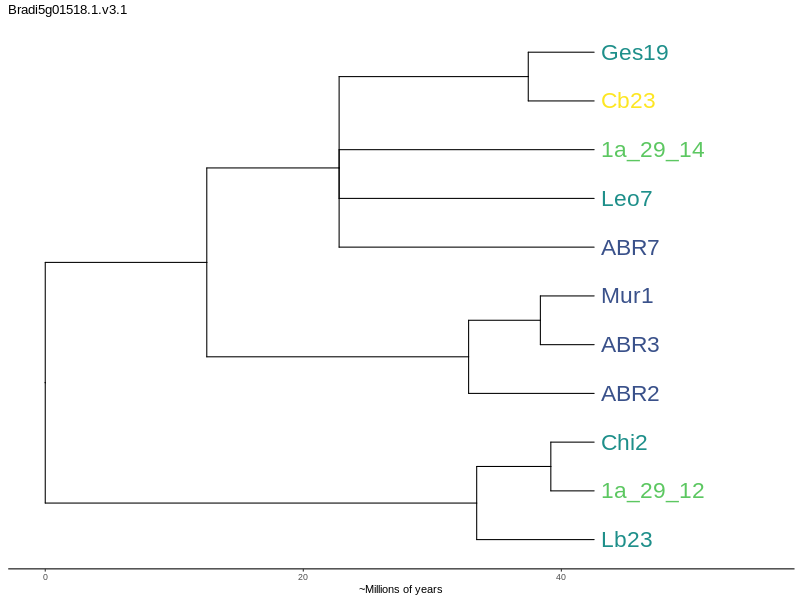 Bradi5g01518.1.v3.1
Ges19
Cb23
1a_29_14
Leo7
ABR7
Mur1
ABR3
ABR2
Chi2
1a_29_12
Lb23
0 20 40
~Millions of years